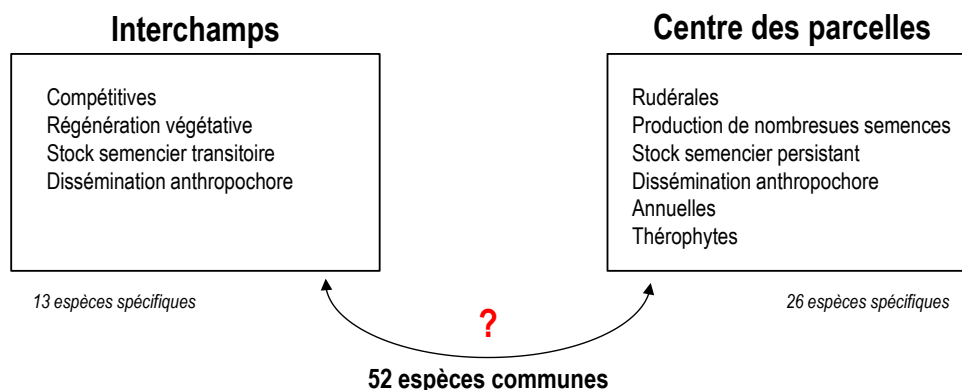 Interchamps
Compétitives
Régénération végétative
Stock semencier transitoire
Dissémination anthropochore
13 espèces spécifiques
Centre des parcelles
Rudérales
Production de nombresues semences
Stock semencier persistant
Dissémination anthropochore
Annuelles
Thérophytes
26 espèces spécifiques
?
52 espèces communes